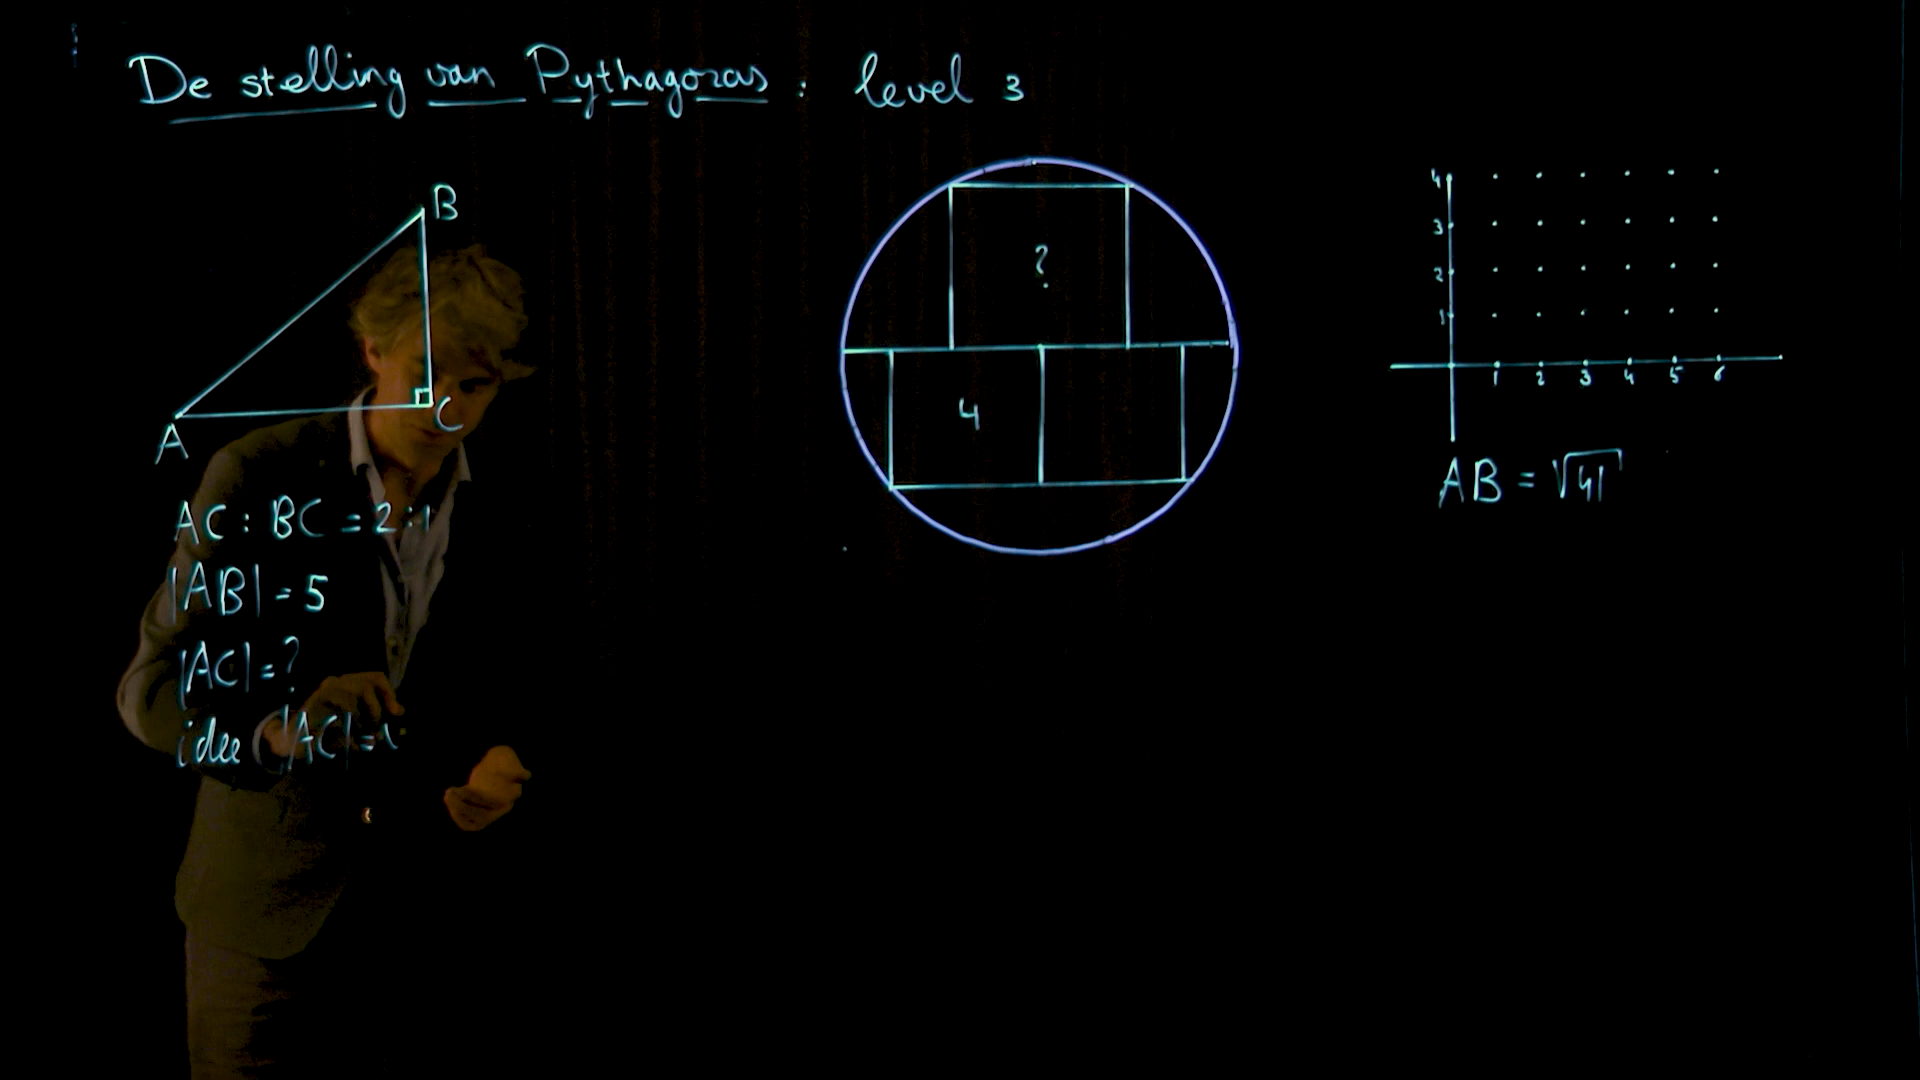 De stelling van Pythagoras : level 3
B
A
C
AC : BC = 2 : 1
|AB| = 5
|AC| = ?
idee (|AC| =
?
4
4
3
2
1
1 2 3 4 5 6
AB = √41